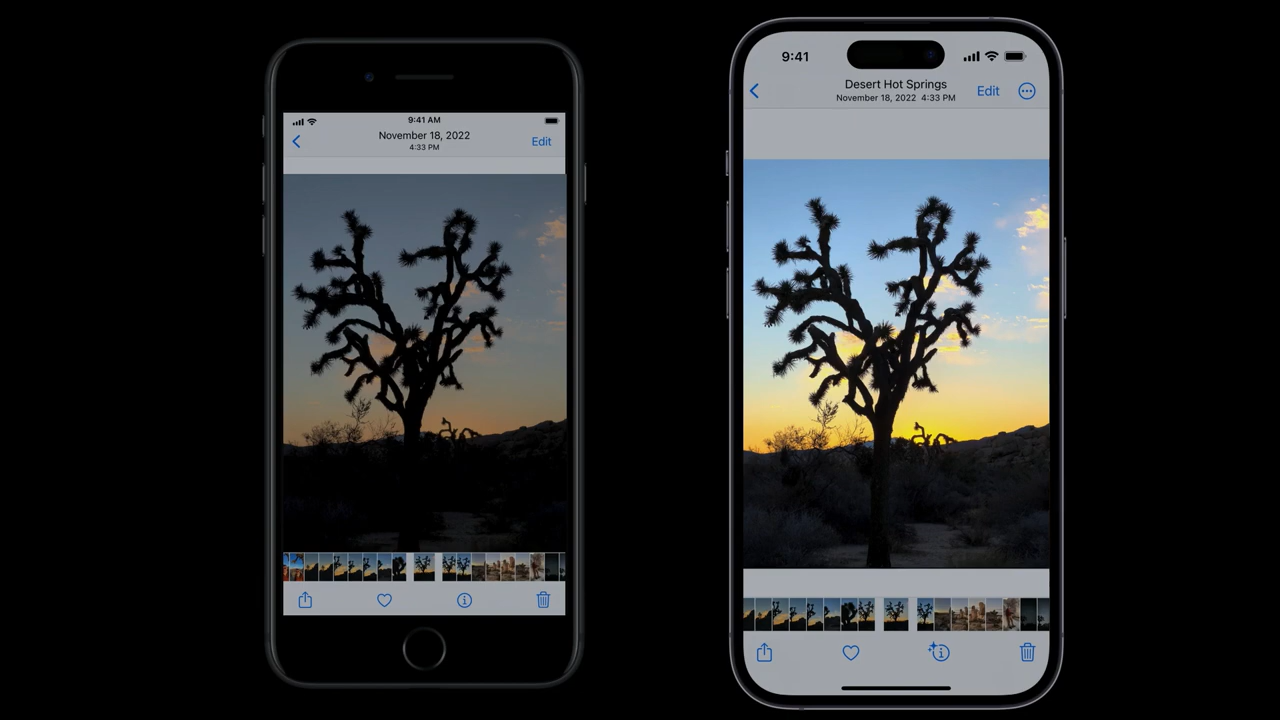 9:41 AM
November 18, 2022
4:33 PM
Edit
9:41
Desert Hot Springs
November 18, 2022 4:33 PM
Edit